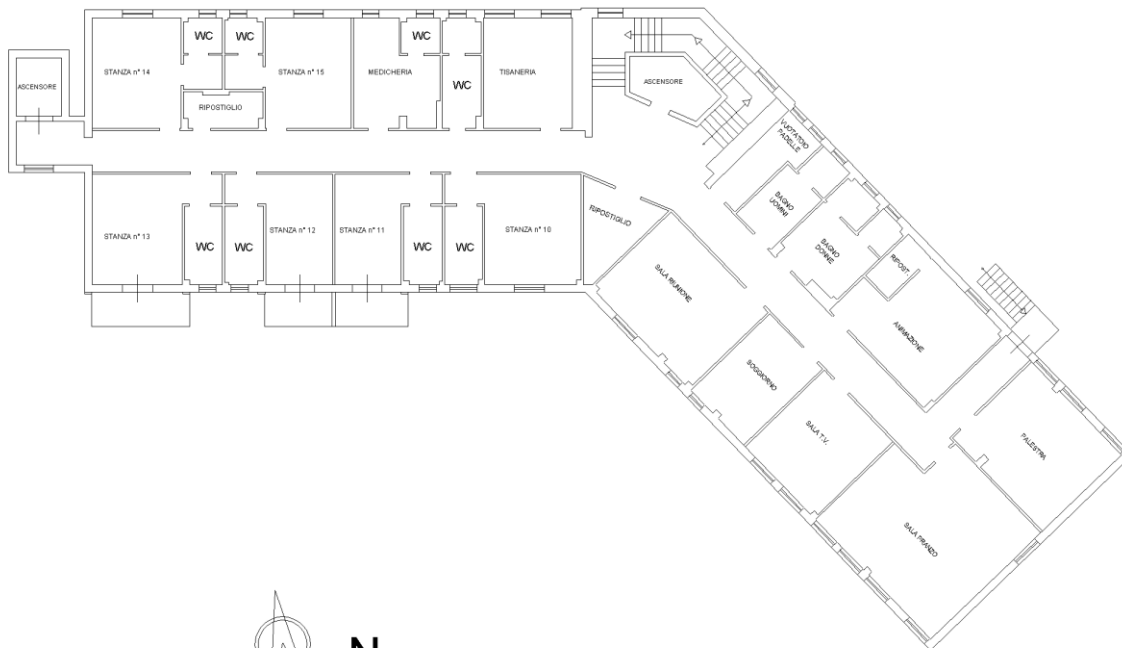 WC
WC
WC
STANZA n° 14
STANZA n° 15
MEDICHERIA
TISANERIA
ASCENSORE
ASCENSORE
WC
RIPOSTIGLIO
VUOTATOIO
PADELLE
BAGNO
UOMINI
RIPOSTIGLIO
STANZA n° 13
WC
WC
STANZA n° 12
STANZA n° 11
WC
WC
STANZA n° 10
BAGNO
DONNE
RIPOST.
SALA RIUNIONE
ANIMAZIONE
SOGGIORNO
SALA T.V.
PALESTRA
SALA PRANZO
N